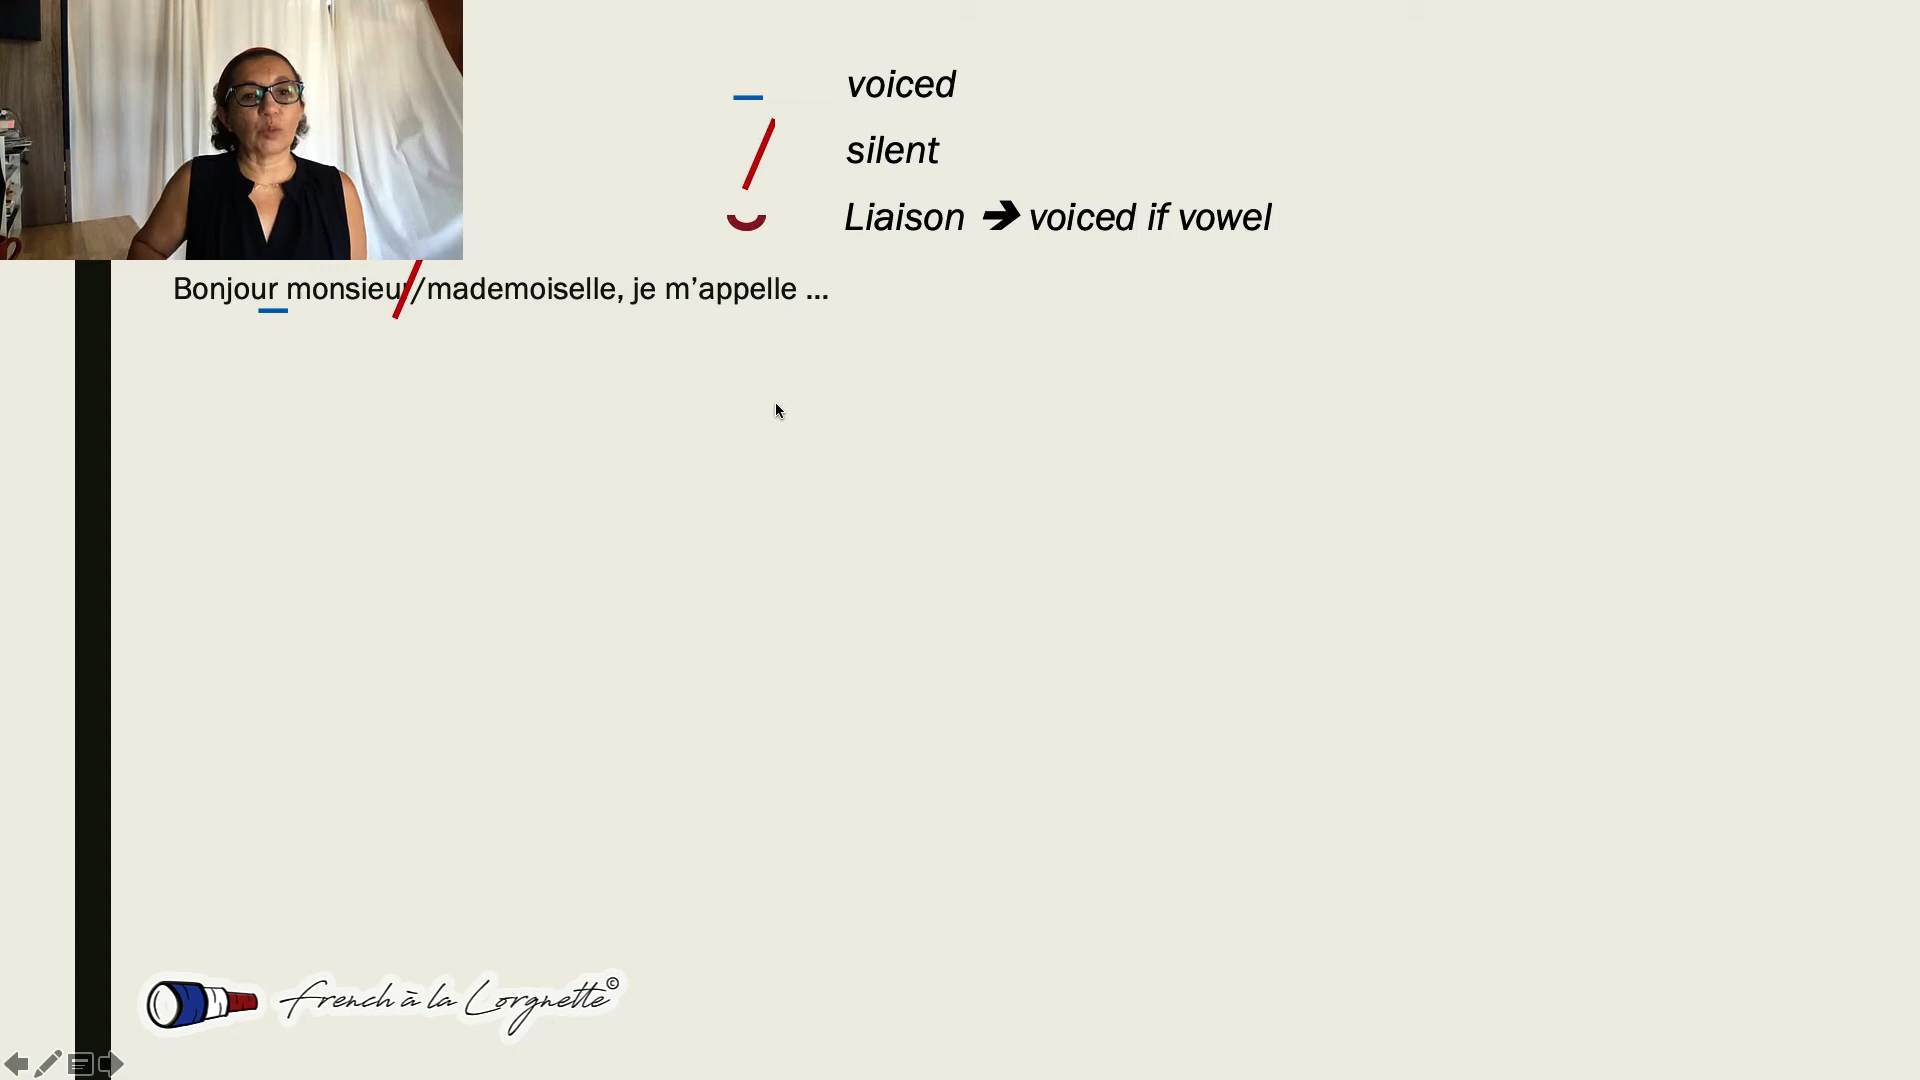 voiced
silent
Liaison ➔ voiced if vowel
Bonjour monsieur/mademoiselle, je m’appelle ...
French à la Lorgnette©